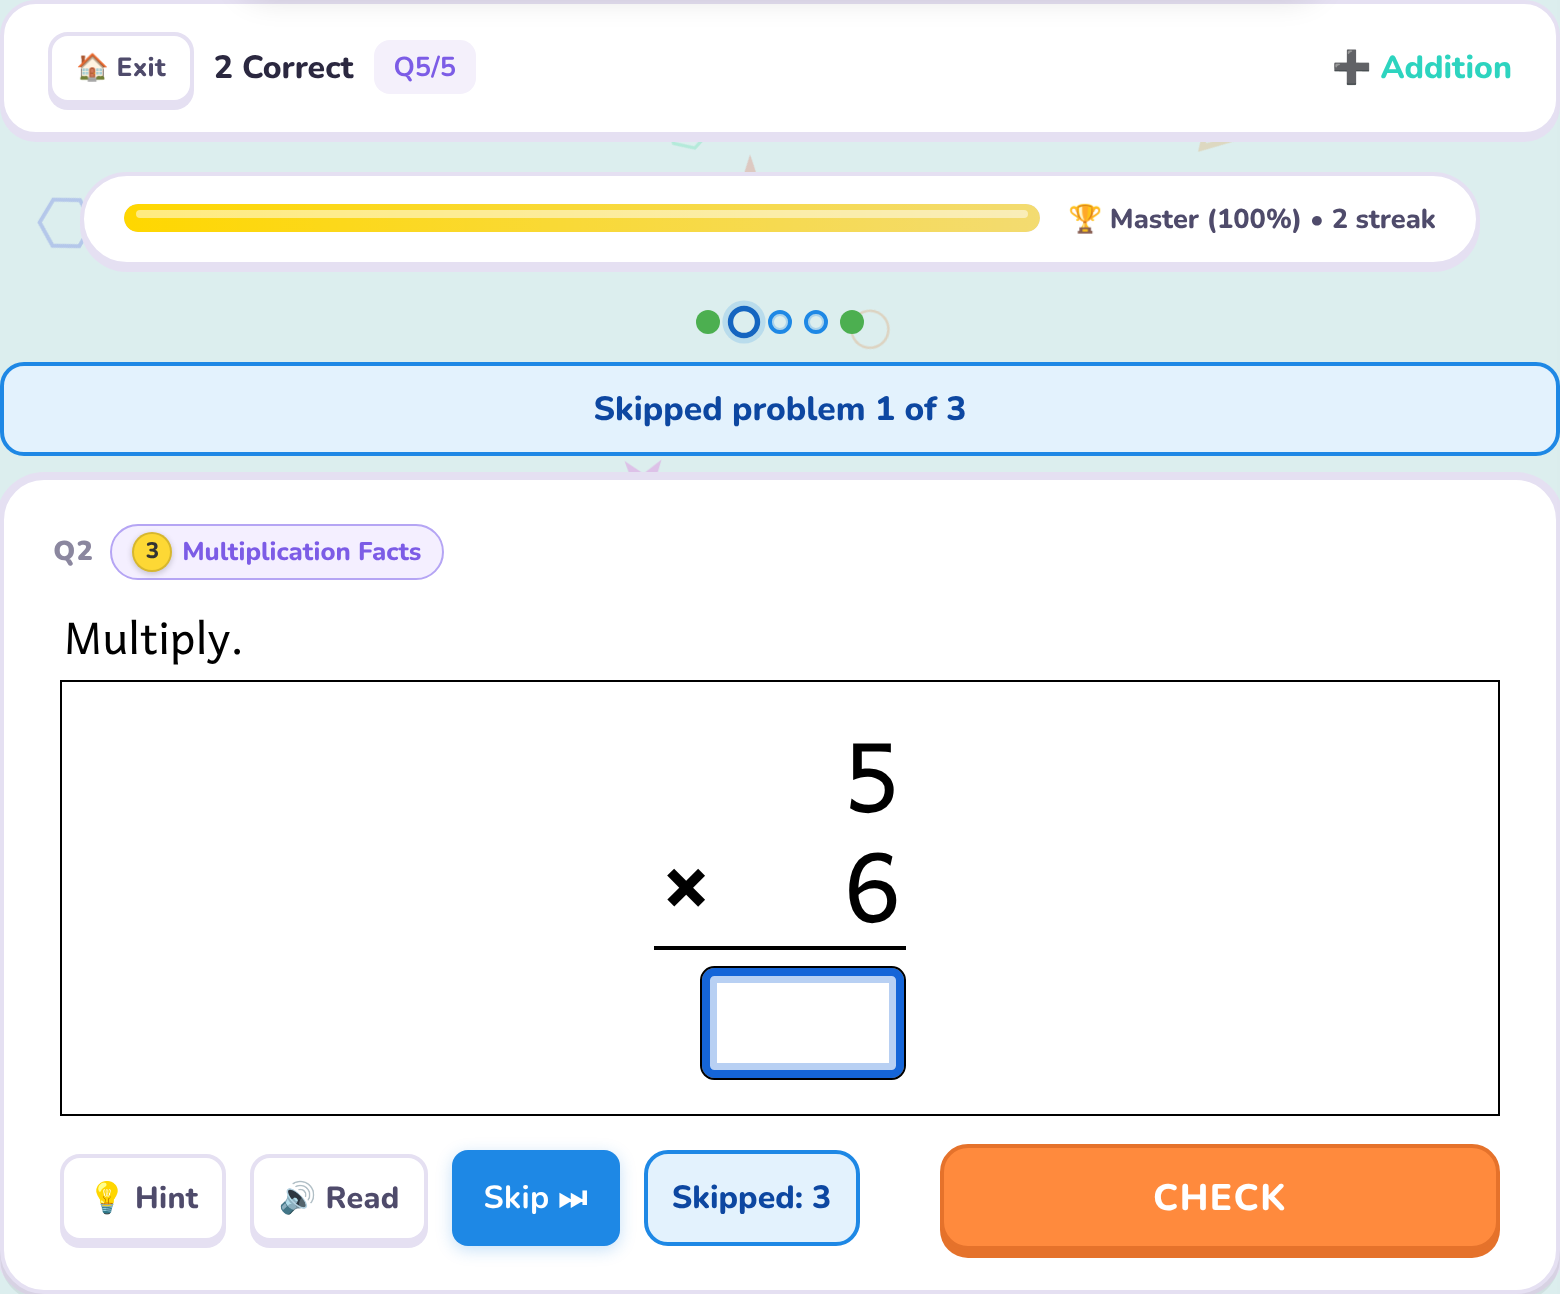 🏠 Exit 2 Correct Q5/5 ➕ Addition
🏆 Master (100%) • 2 streak
Skipped problem 1 of 3
Q2 3 Multiplication Facts
Multiply.
5
× 6
💡 Hint 🔊 Read Skip ⏭ Skipped: 3 CHECK